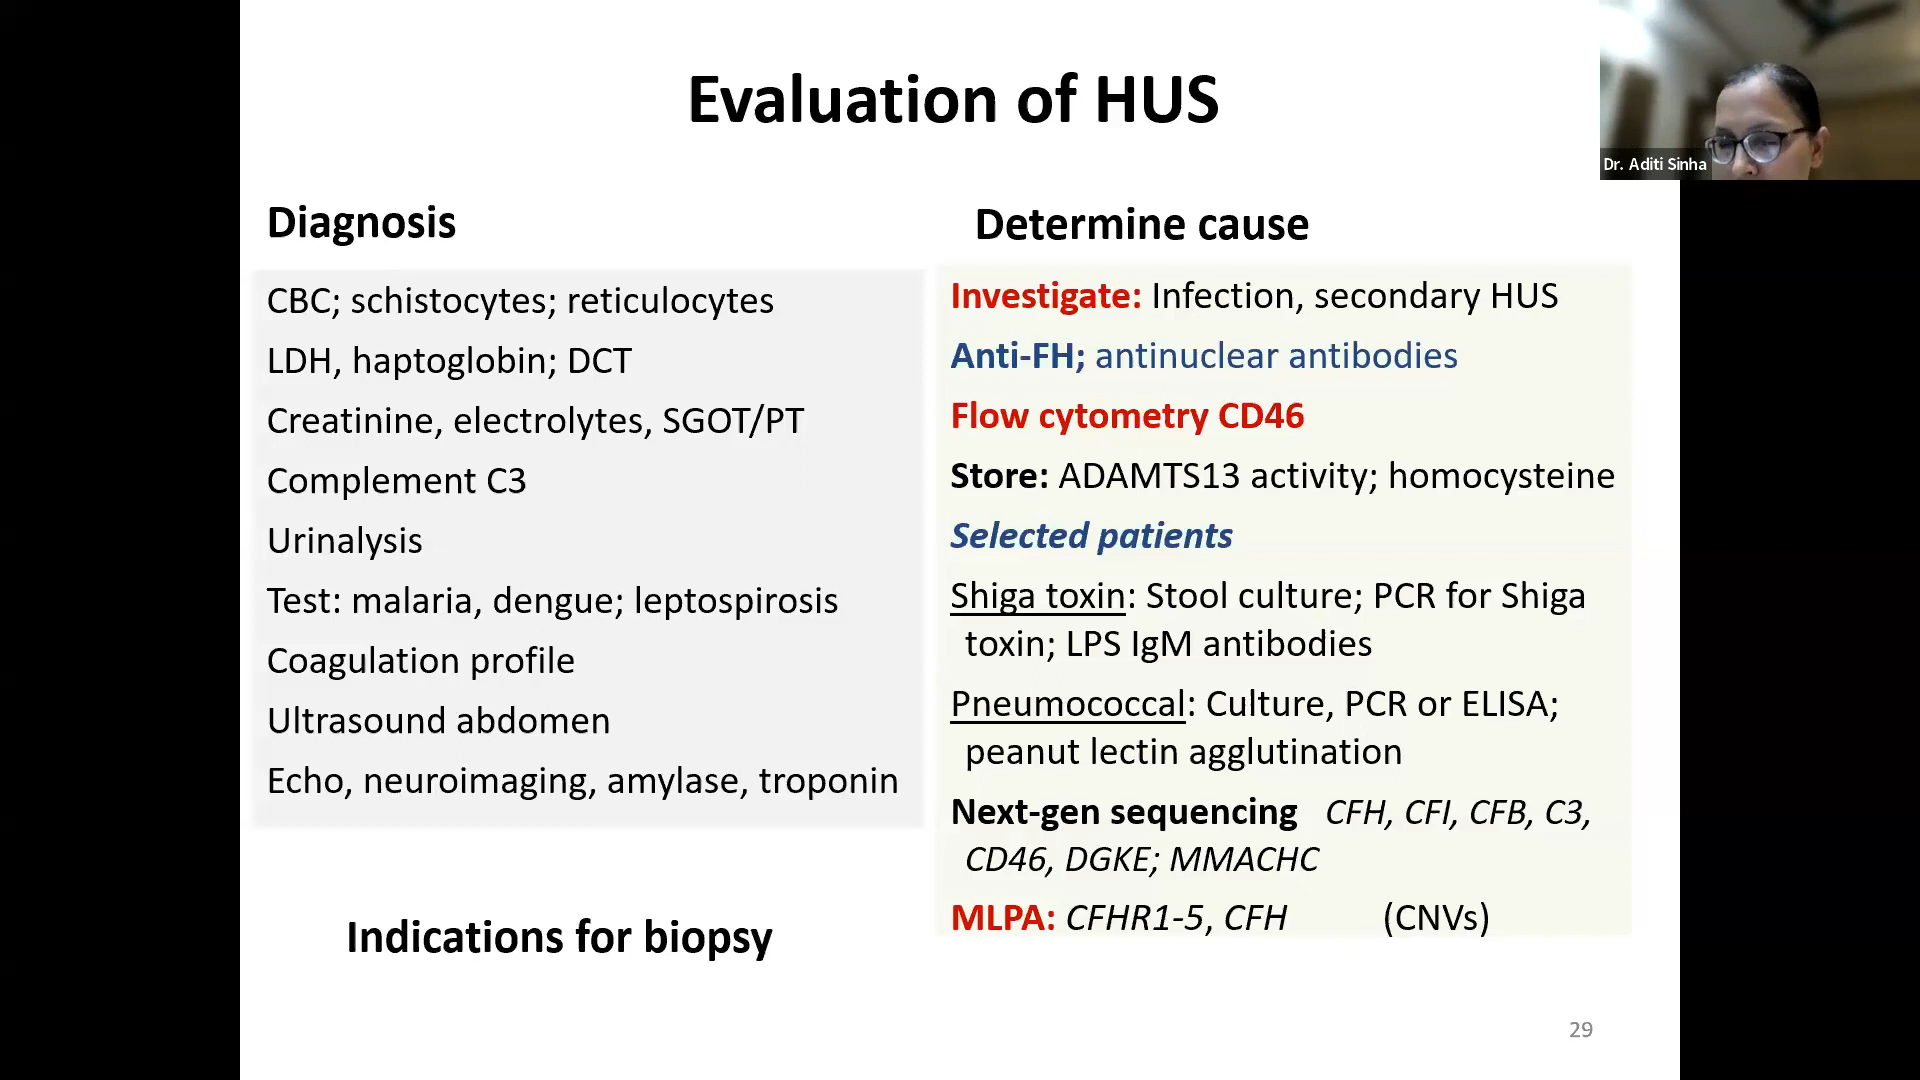 Evaluation of HUS
Dr. Aditi Sinha
Diagnosis
CBC; schistocytes; reticulocytes
LDH, haptoglobin; DCT
Creatinine, electrolytes, SGOT/PT
Complement C3
Urinalysis
Test: malaria, dengue; leptospirosis
Coagulation profile
Ultrasound abdomen
Echo, neuroimaging, amylase, troponin
Indications for biopsy
Determine cause
Investigate: Infection, secondary HUS
Anti-FH; antinuclear antibodies
Flow cytometry CD46
Store: ADAMTS13 activity; homocysteine
Selected patients
Shiga toxin: Stool culture; PCR for Shiga
toxin; LPS IgM antibodies
Pneumococcal: Culture, PCR or ELISA;
peanut lectin agglutination
Next-gen sequencing CFH, CFI, CFB, C3,
CD46, DGKE; MMACHC
MLPA: CFHR1-5, CFH (CNVs)
29